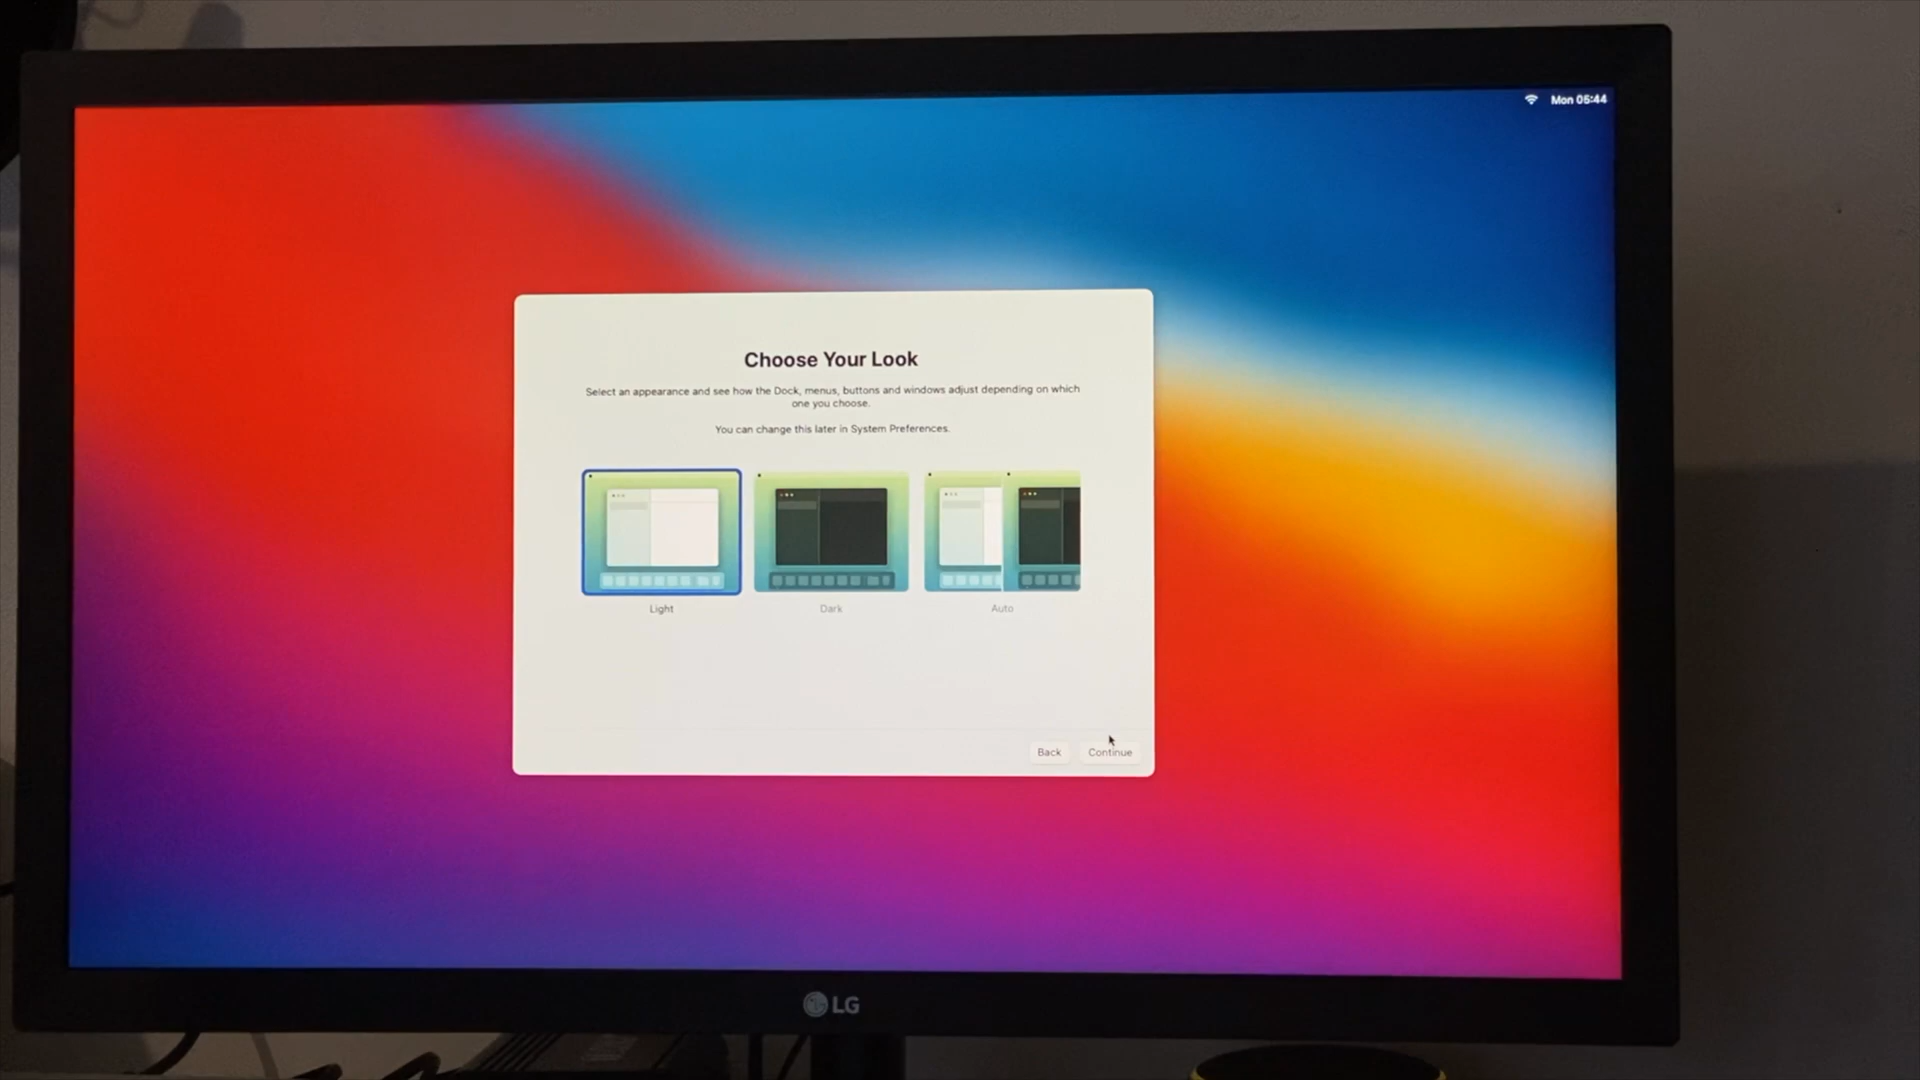 Mon 05:44
Choose Your Look
Select an appearance and see how the Dock, menus, buttons and windows adjust depending on which
one you choose.
You can change this later in System Preferences.
Light
Dark
Auto
Back
Continue
LG